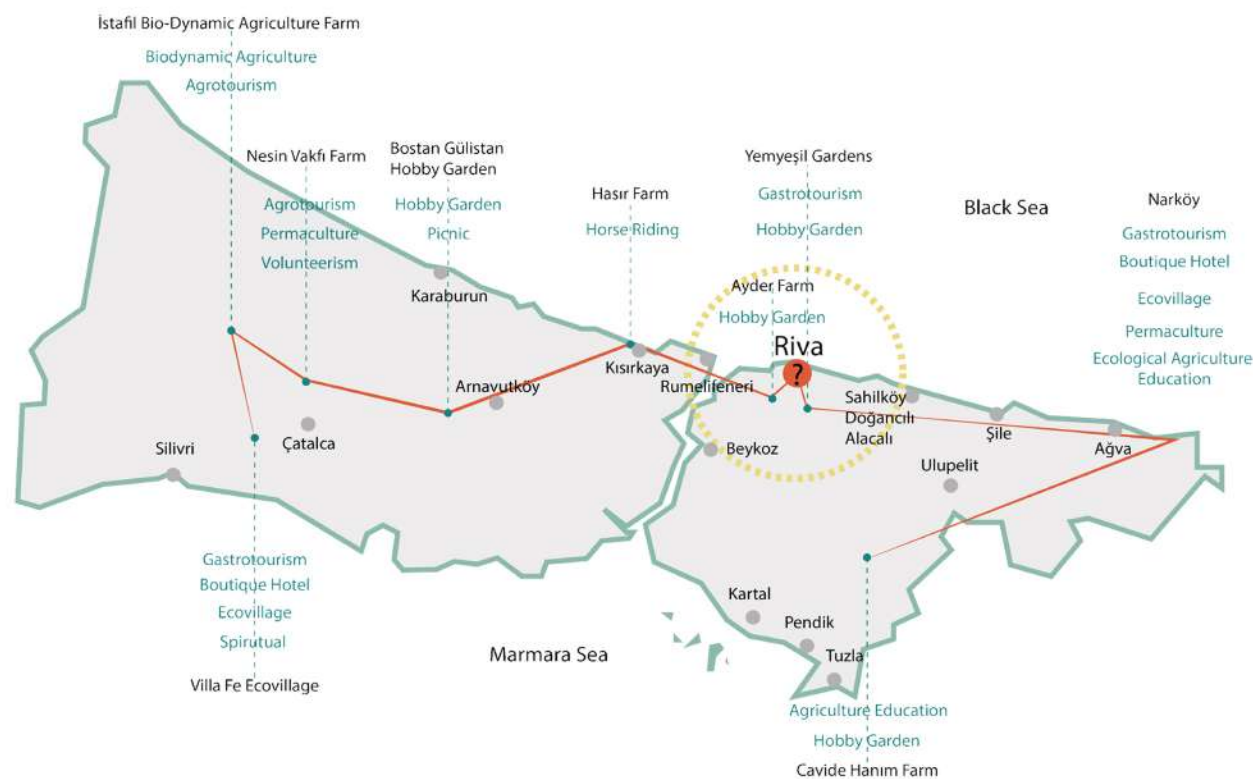 İstafil Bio-Dynamic Agriculture Farm
Biodynamic Agriculture
Agrotourism
Nesin Vakfı Farm
Agrotourism
Permaculture
Volunteerism
Bostan Gülistan
Hobby Garden
Hobby Garden
Picnic
Karaburun
Hasır Farm
Horse Riding
Yemyeşil Gardens
Gastrotourism
Hobby Garden
Black Sea
Narköy
Gastrotourism
Boutique Hotel
Ecovillage
Permaculture
Ecological Agriculture
Education
Ayder Farm
Hobby Garden
Riva
?
Kısırkaya
Rumelifeneri
Arnavutköy
Çatalca
Silivri
Beykoz
Sahilköy
Doğancılı
Alacalı
Şile
Ağva
Ulupelit
Gastrotourism
Boutique Hotel
Ecovillage
Spirutual
Villa Fe Ecovillage
Marmara Sea
Kartal
Pendik
Tuzla
Agriculture Education
Hobby Garden
Cavide Hanım Farm